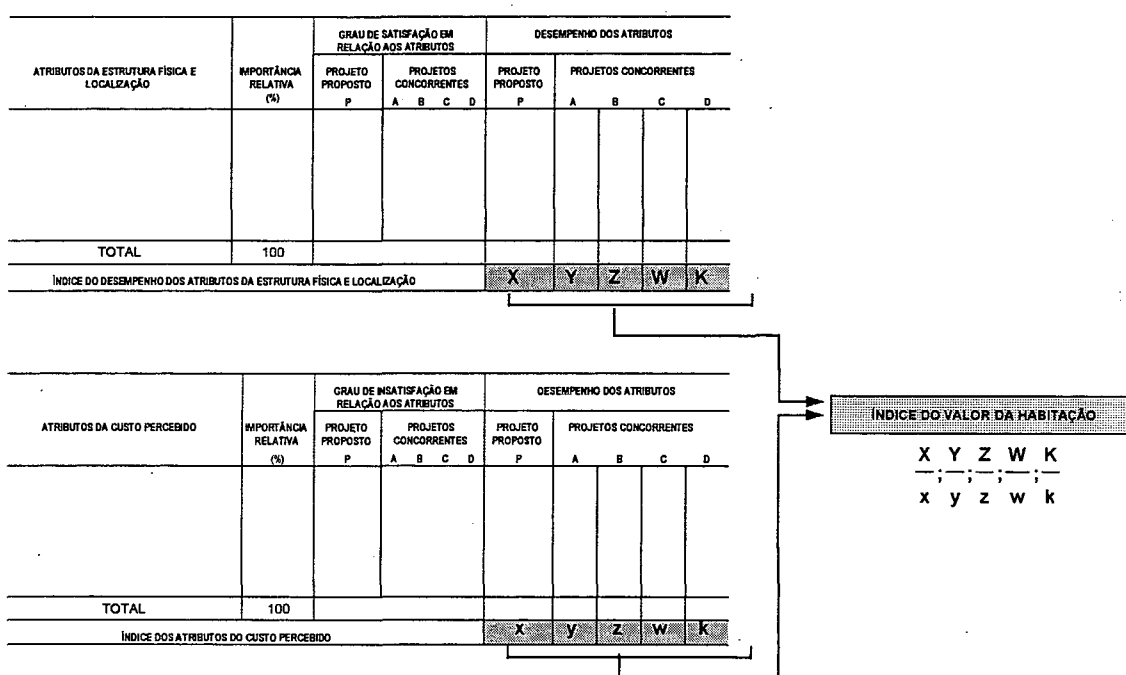 GRAU DE SATISFAÇÃO EM
RELAÇÃO AOS ATRIBUTOS
DESEMPENHO DOS ATRIBUTOS
ATRIBUTOS DA ESTRUTURA FÍSICA E
LOCALIZAÇÃO
IMPORTÂNCIA
RELATIVA
(%)
PROJETO
PROPOSTO
P
PROJETOS
CONCORRENTES
A B C D
PROJETO
PROPOSTO
P
PROJETOS CONCORRENTES
A B C D
TOTAL 100
ÍNDICE DO DESEMPENHO DOS ATRIBUTOS DA ESTRUTURA FÍSICA E LOCALIZAÇÃO X Y Z W K
GRAU DE INSATISFAÇÃO EM
RELAÇÃO AOS ATRIBUTOS
DESEMPENHO DOS ATRIBUTOS
ATRIBUTOS DA CUSTO PERCEBIDO
IMPORTÂNCIA
RELATIVA
(%)
PROJETO
PROPOSTO
P
PROJETOS
CONCORRENTES
A B C D
PROJETO
PROPOSTO
P
PROJETOS CONCORRENTES
A B C D
TOTAL 100
ÍNDICE DOS ATRIBUTOS DO CUSTO PERCEBIDO x y z w k
ÍNDICE DO VALOR DA HABITAÇÃO
X Y Z W K
; ; ; ;
x y z w k